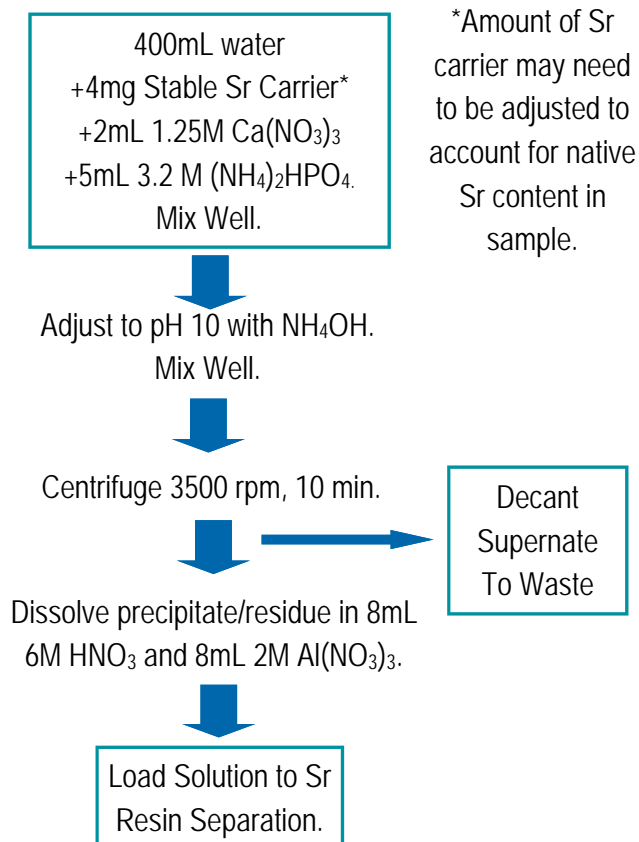 400mL water
+4mg Stable Sr Carrier*
+2mL 1.25M Ca(NO₃)₃
+5mL 3.2 M (NH₄)₂HPO₄.
Mix Well.
*Amount of Sr
carrier may need
to be adjusted to
account for native
Sr content in
sample.
Adjust to pH 10 with NH₄OH.
Mix Well.
Centrifuge 3500 rpm, 10 min.
Decant
Supernate
To Waste
Dissolve precipitate/residue in 8mL
6M HNO₃ and 8mL 2M Al(NO₃)₃.
Load Solution to Sr
Resin Separation.